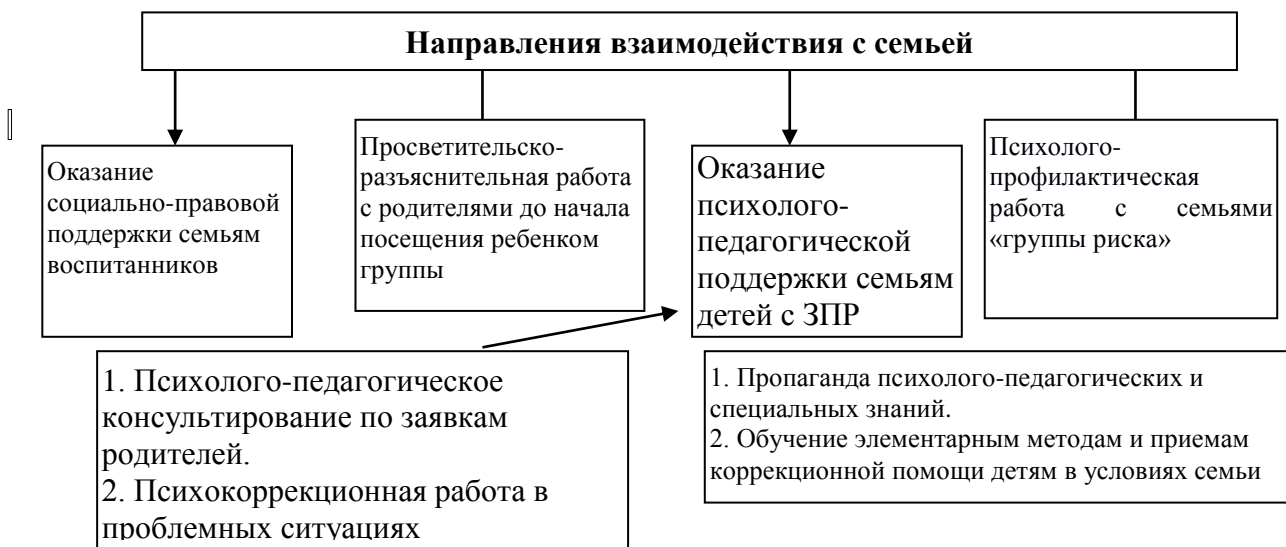 Направления взаимодействия с семьей
Оказание
социально-правовой
поддержки семьям
воспитанников
Просветительско-
разъяснительная работа
с родителями до начала
посещения ребенком
группы
Оказание
психолого-
педагогической
поддержки семьям
детей с ЗПР
Психолого-
профилактическая
работа с семьями
«группы риска»
1. Психолого-педагогическое
консультирование по заявкам
родителей.
2. Психокоррекционная работа в
проблемных ситуациях
1. Пропаганда психолого-педагогических и
специальных знаний.
2. Обучение элементарным методам и приемам
коррекционной помощи детям в условиях семьи